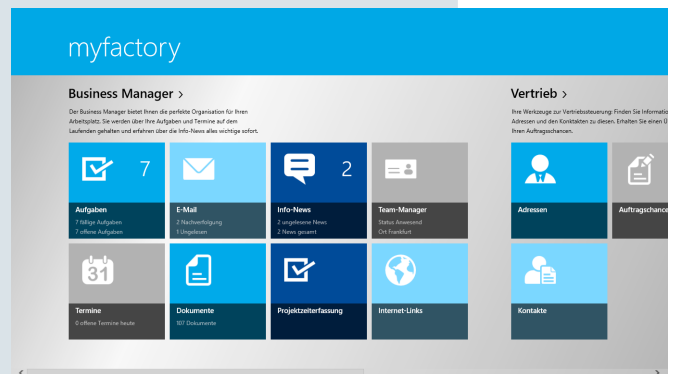 myfactory
Business Manager >
Der Business Manager bietet Ihnen die perfekte Organisation für Ihren
Arbeitsplatz. Sie werden über Ihre Aufgaben und Termine auf dem
Laufenden gehalten und erfahren über die Info-News alles wichtige sofort.
7
Aufgaben
7 fällige Aufgaben
7 offene Aufgaben
E-Mail
2 Nachverfolgung
1 Ungelesen
2
Info-News
2 ungelesene News
2 News gesamt
Team-Manager
Status Anwesend
Ort Frankfurt
31
Termine
0 offene Termine heute
Dokumente
107 Dokumente
Projektzeiterfassung
Internet-Links
Vertrieb >
Ihre Werkzeuge zur Vertriebssteuerung: Finden Sie Informatio
Adressen und den Konktakten zu diesen. Erhalten Sie einen Ü
Ihren Auftragschancen.
Adressen
Auftragschance
Kontakte